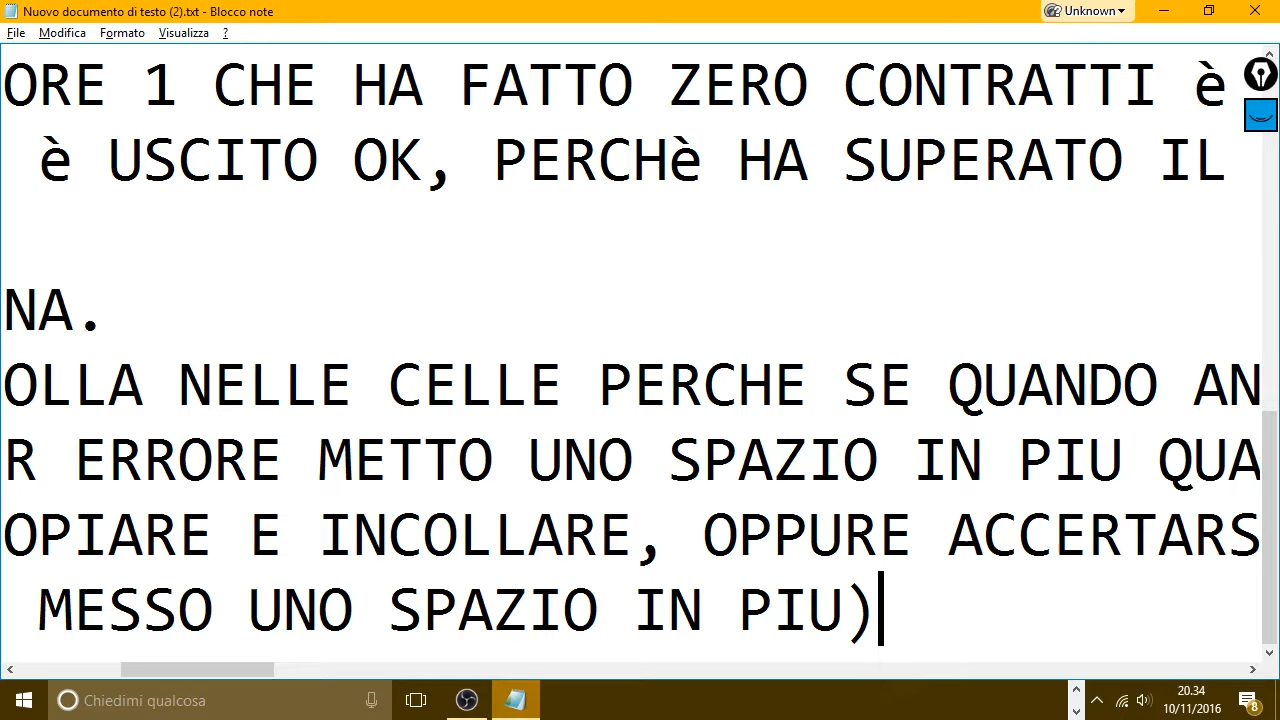 Nuovo documento di testo (2).txt - Blocco note
Unknown
File Modifica Formato Visualizza ?
ORE 1 CHE HA FATTO ZERO CONTRATTI è
è USCITO OK, PERCHè HA SUPERATO IL
NA.
OLLA NELLE CELLE PERCHE SE QUANDO AN
R ERRORE METTO UNO SPAZIO IN PIU QUA
OPIARE E INCOLLARE, OPPURE ACCERTARS
MESSO UNO SPAZIO IN PIU)
Chiedimi qualcosa
20.34
10/11/2016
8